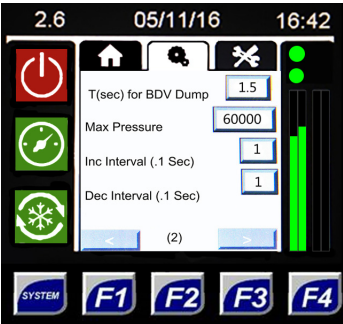 2.6 05/11/16 16:42
T(sec) for BDV Dump 1.5
Max Pressure 60000
Inc Interval (.1 Sec) 1
Dec Interval (.1 Sec) 1
< (2) >
SYSTEM F1 F2 F3 F4